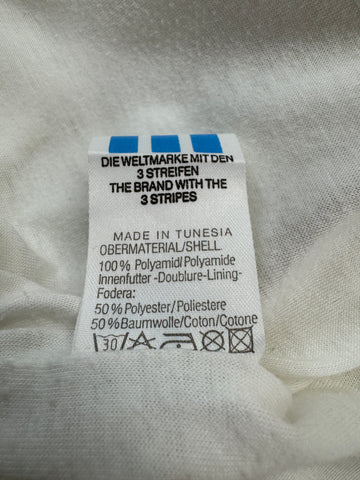 DIE WELTMARKE MIT DEN
3 STREIFEN
THE BRAND WITH THE
3 STRIPES
MADE IN TUNESIA
OBERMATERIAL/SHELL
100% Polyamid/Polyamide
Innenfutter-Doublure-Lining-
Fodera:
50% Polyester/Poliestere
50% Baumwolle/Coton/Cotone
30